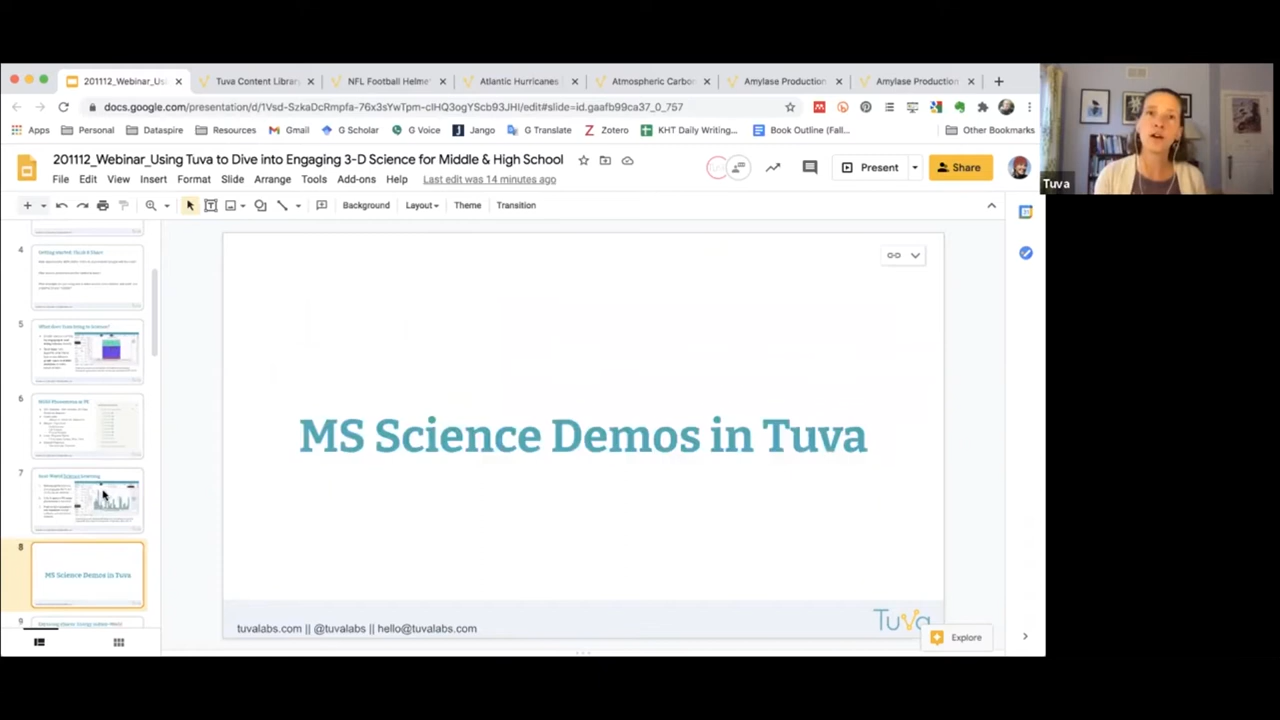 201112_Webinar_Us
Tuva Content Library
NFL Football Helme
Atlantic Hurricanes
Atmospheric Carbo
Amylase Production
Amylase Production
docs.google.com/presentation/d/1Vsd-SzkaDcRmpfa-76x3sYwTpm-clHQ3ogYScb93JHI/edit#slide=id.gaafb99ca37_0_757
Apps
Personal
Dataspire
Resources
Gmail
G Scholar
G Voice
Jango
G Translate
Zotero
KHT Daily Writing...
Book Outline (Fall...
Other Bookmarks
201112_Webinar_Using Tuva to Dive into Engaging 3-D Science for Middle & High School
Present
Share
Tuva
File Edit View Insert Format Slide Arrange Tools Add-ons Help Last edit was 14 minutes ago
Background Layout Theme Transition
4
5
6
7
8
MS Science Demos in Tuva
9
MS Science Demos in Tuva
tuvalabs.com || @tuvalabs || hello@tuvalabs.com
Tuva
Explore